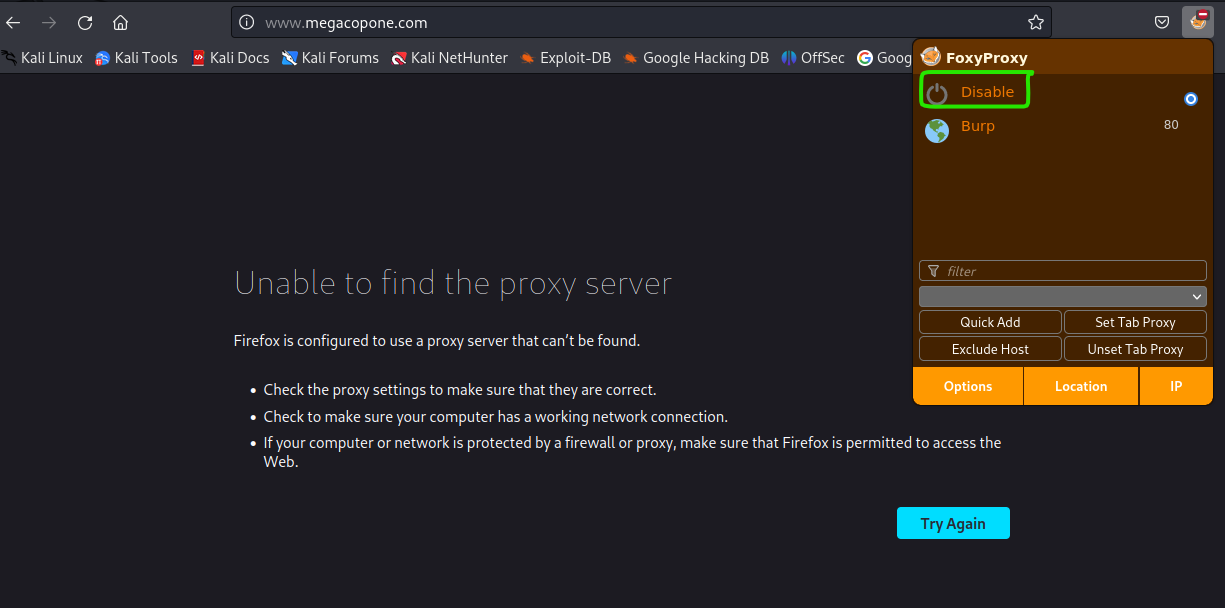 www.megacopone.com
Kali Linux Kali Tools Kali Docs Kali Forums Kali NetHunter Exploit-DB Google Hacking DB OffSec Goog
FoxyProxy
Disable
Burp 80
filter
Quick Add Set Tab Proxy
Exclude Host Unset Tab Proxy
Options Location IP
Unable to find the proxy server
Firefox is configured to use a proxy server that can’t be found.
• Check the proxy settings to make sure that they are correct.
• Check to make sure your computer has a working network connection.
• If your computer or network is protected by a firewall or proxy, make sure that Firefox is permitted to access the
Web.
Try Again